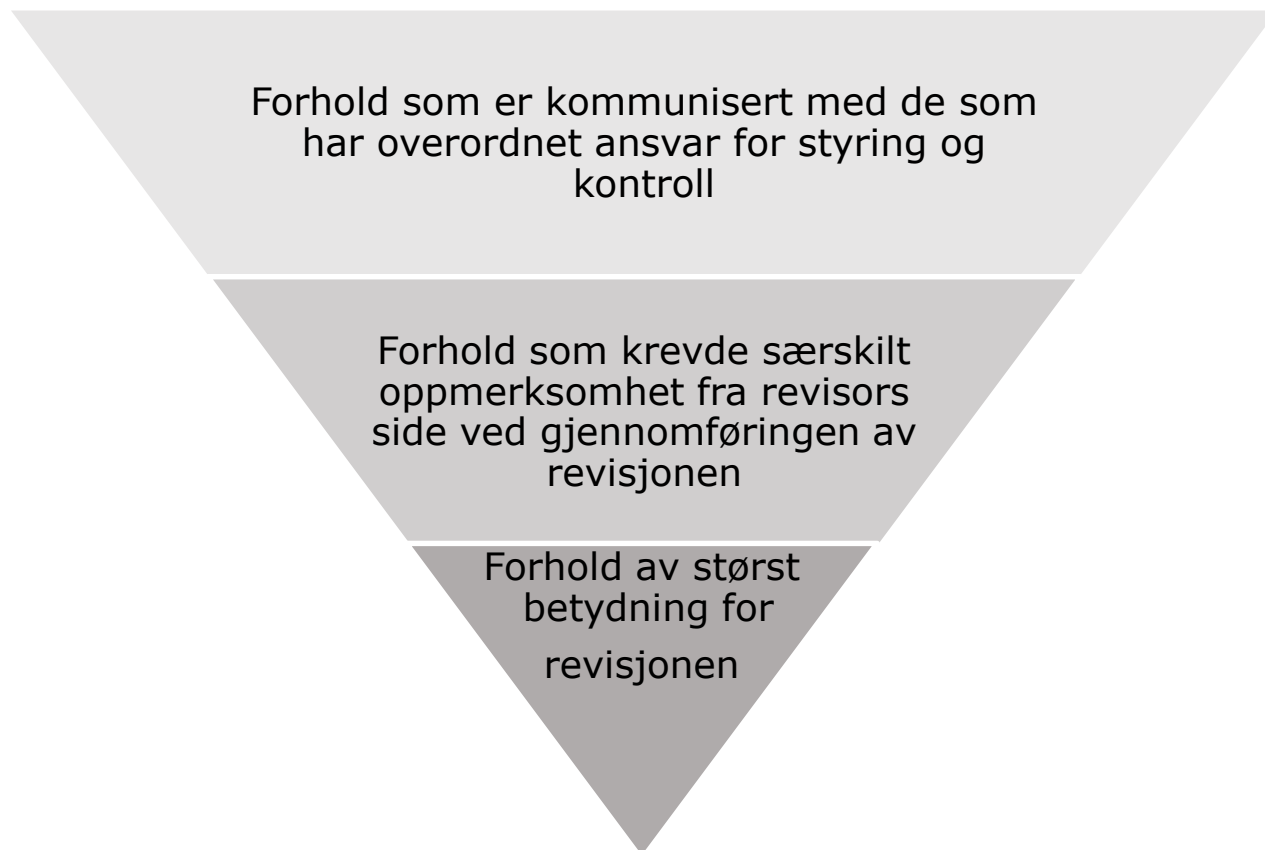 Forhold som er kommunisert med de som
har overordnet ansvar for styring og
kontroll
Forhold som krevde særskilt
oppmerksomhet fra revisors
side ved gjennomføringen av
revisjonen
Forhold av størst
betydning for
revisjonen